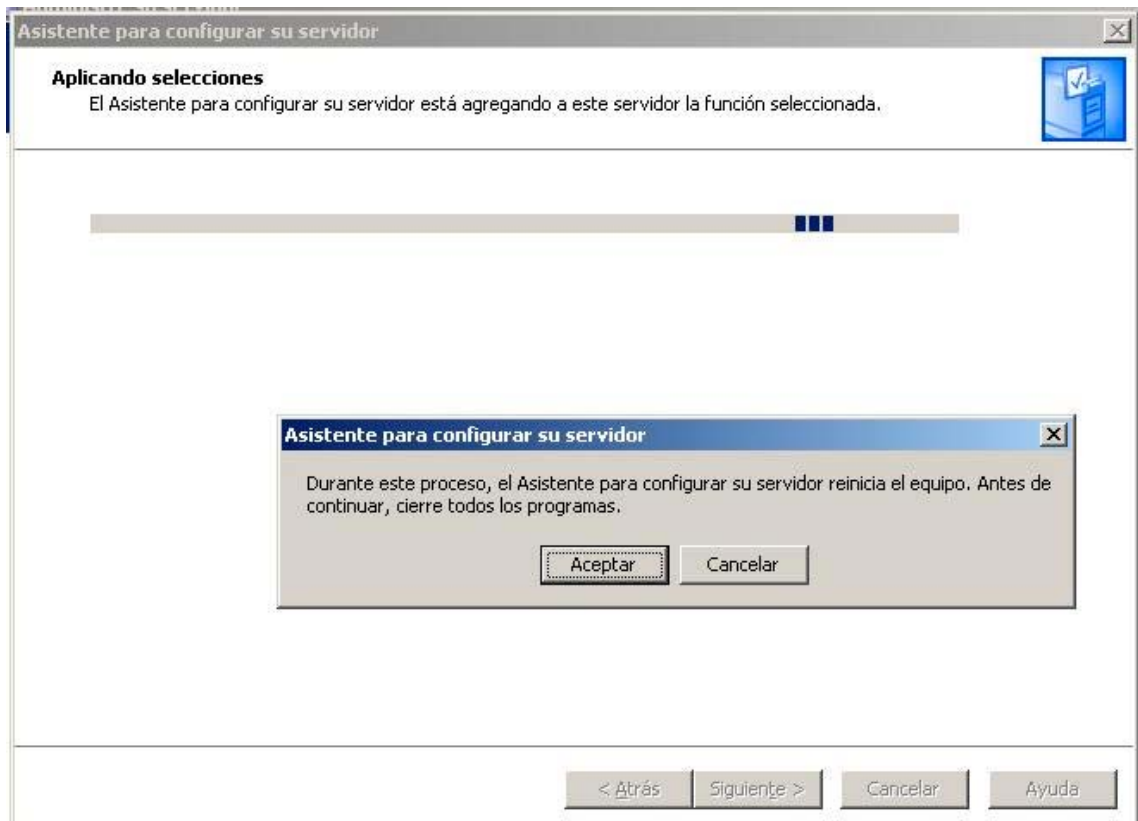 Asistente para configurar su servidor
Aplicando selecciones
El Asistente para configurar su servidor está agregando a este servidor la función seleccionada.
Asistente para configurar su servidor
Durante este proceso, el Asistente para configurar su servidor reinicia el equipo. Antes de
continuar, cierre todos los programas.
Aceptar
Cancelar
< Atrás
Siguiente >
Cancelar
Ayuda